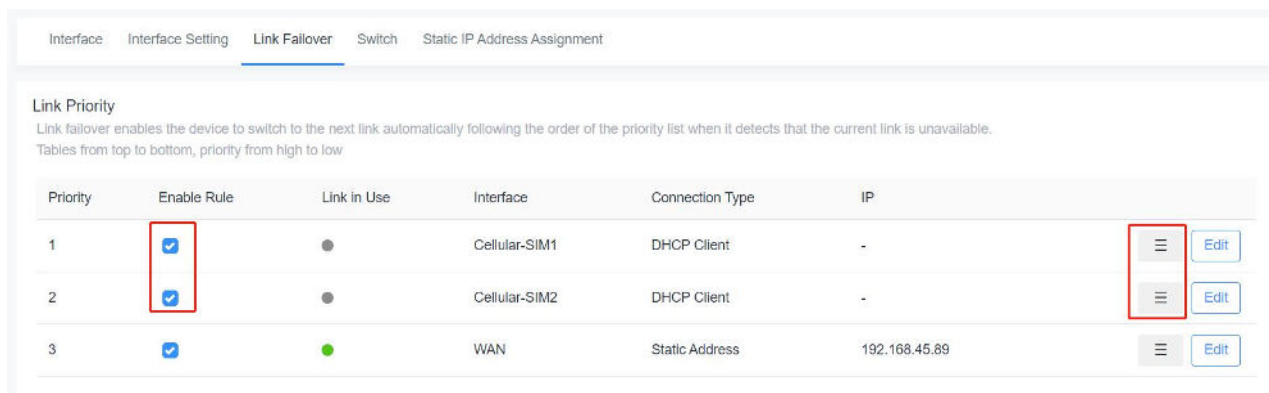 Interface Interface Setting Link Failover Switch Static IP Address Assignment
Link Priority
Link failover enables the device to switch to the next link automatically following the order of the priority list when it detects that the current link is unavailable.
Tables from top to bottom, priority from high to low
Priority Enable Rule Link in Use Interface Connection Type IP
1 Cellular-SIM1 DHCP Client - Edit
2 Cellular-SIM2 DHCP Client - Edit
3 WAN Static Address 192.168.45.89 Edit